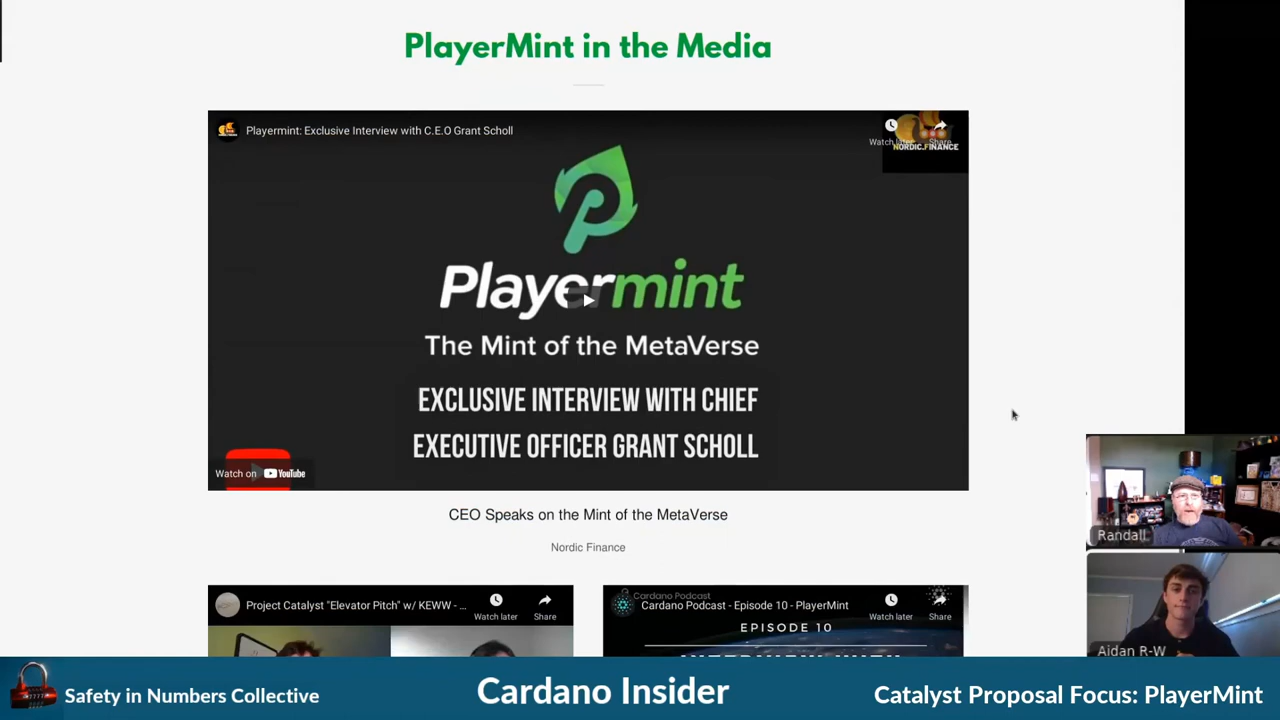 PlayerMint in the Media
Playermint: Exclusive Interview with C.E.O Grant Scholl
Watch later
Share
NORDIC.FINANCE
Playermint
The Mint of the MetaVerse
EXCLUSIVE INTERVIEW WITH CHIEF
EXECUTIVE OFFICER GRANT SCHOLL
Watch on YouTube
CEO Speaks on the Mint of the MetaVerse
Nordic Finance
Randall
Project Catalyst "Elevator Pitch" w/ KEWW - ...
Watch later
Share
Cardano Podcast
Cardano Podcast - Episode 10 - PlayerMint
Watch later
Share
EPISODE 10
Aidan R-W
Safety in Numbers Collective
Cardano Insider
Catalyst Proposal Focus: PlayerMint